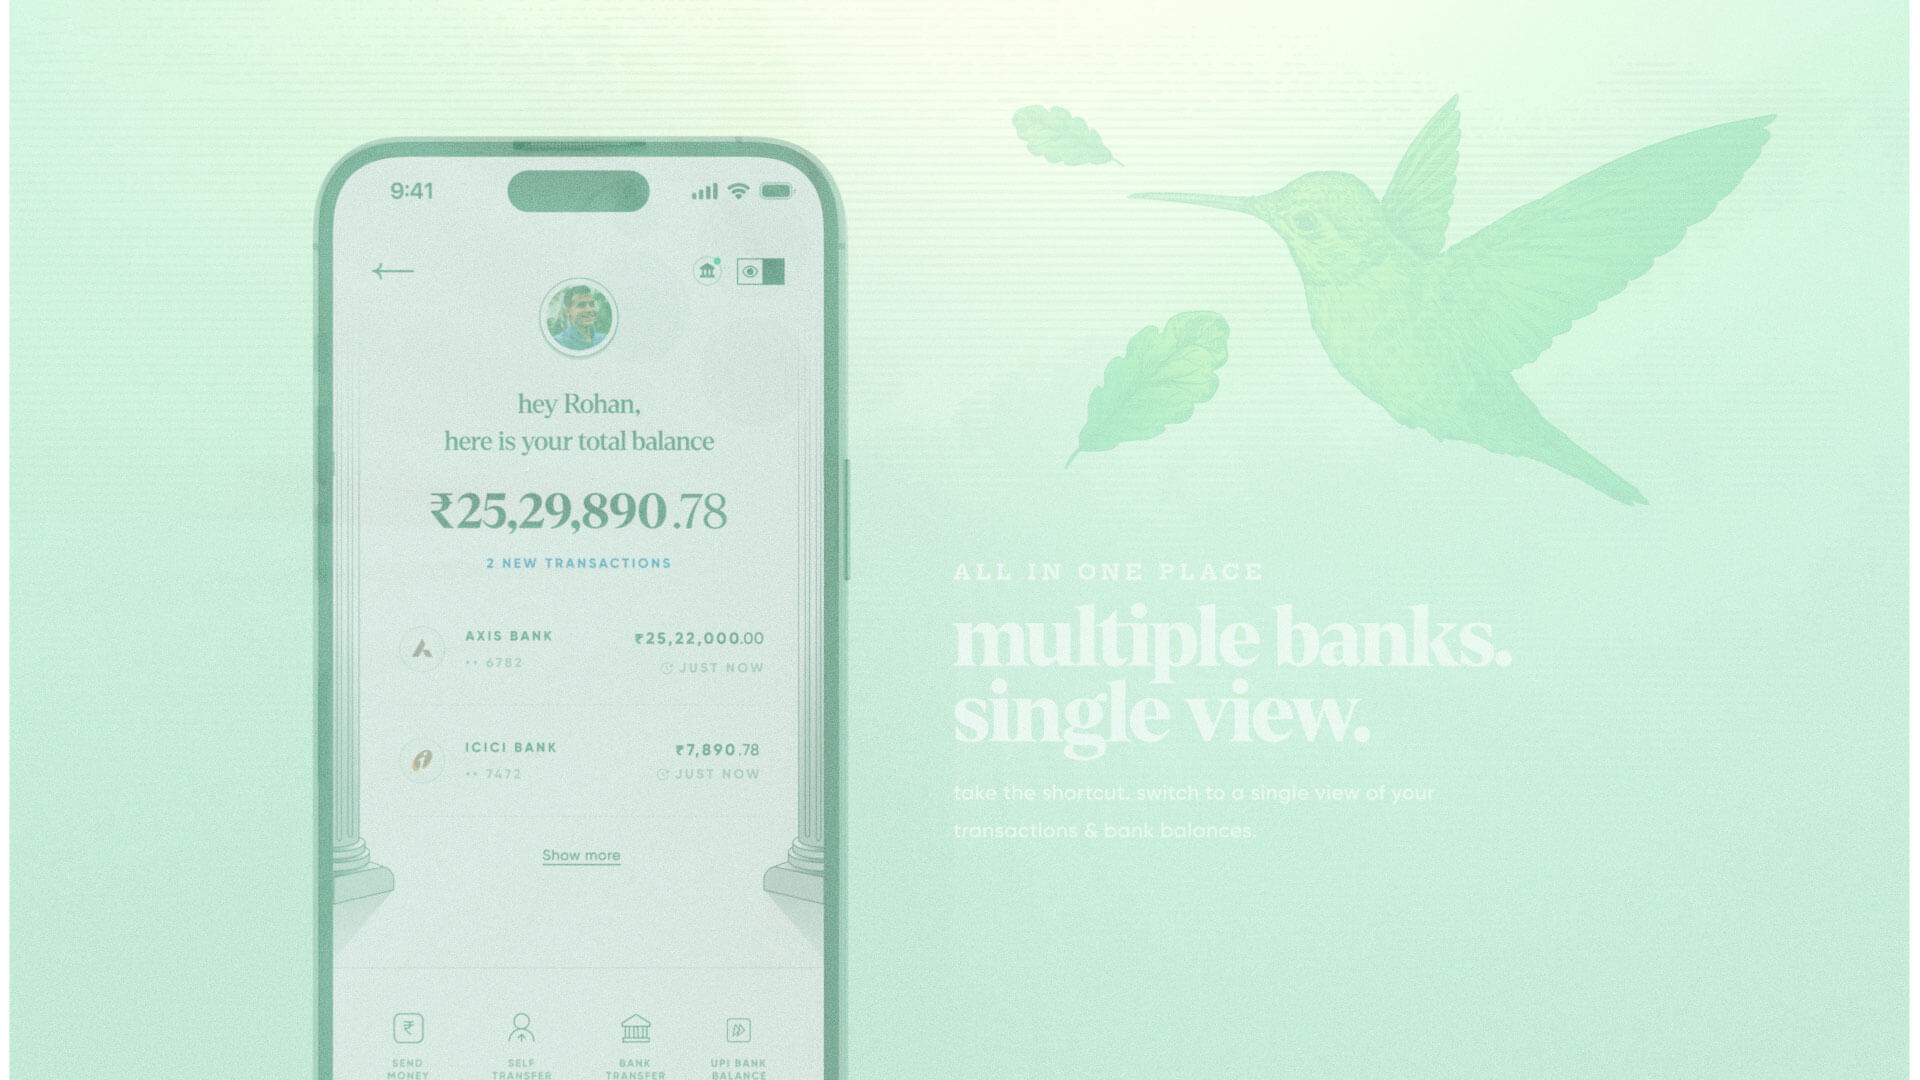 9:41
hey Rohan,
here is your total balance
₹25,29,890.78
2 NEW TRANSACTIONS
AXIS BANK
₹25,22,000.00
•• 6782
JUST NOW
ICICI BANK
₹7,890.78
•• 7472
JUST NOW
Show more
SEND
MONEY
SELF
TRANSFER
BANK
TRANSFER
UPI BANK
BALANCE
ALL IN ONE PLACE
multiple banks.
single view.
take the shortcut. switch to a single view of your
transactions & bank balances.